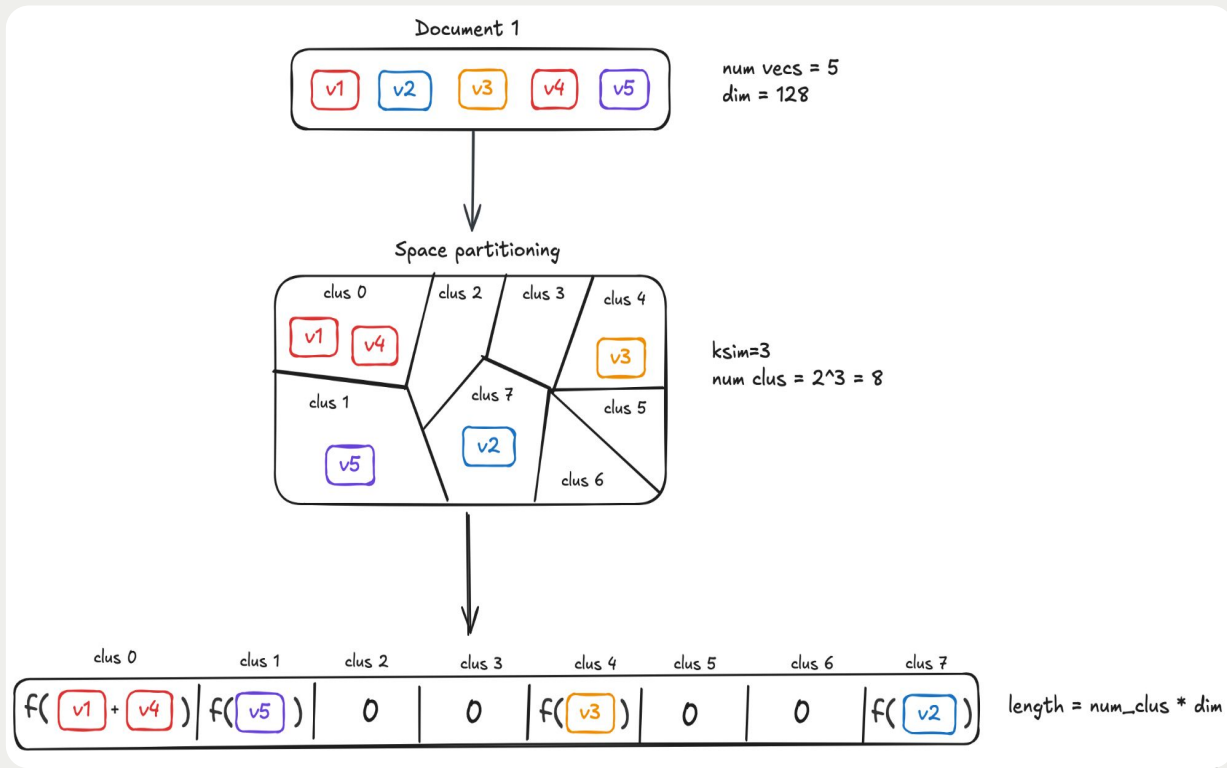 Document 1
v1 v2 v3 v4 v5
num vecs = 5
dim = 128
Space partitioning
clus 0
clus 2
clus 3
clus 4
v1
v4
v3
ksim=3
num clus = 2^3 = 8
clus 1
clus 7
clus 5
v5
v2
clus 6
clus 0 clus 1 clus 2 clus 3 clus 4 clus 5 clus 6 clus 7
f( v1 + v4 ) f( v5 ) 0 0 f( v3 ) 0 0 f( v2 )
length = num_clus * dim